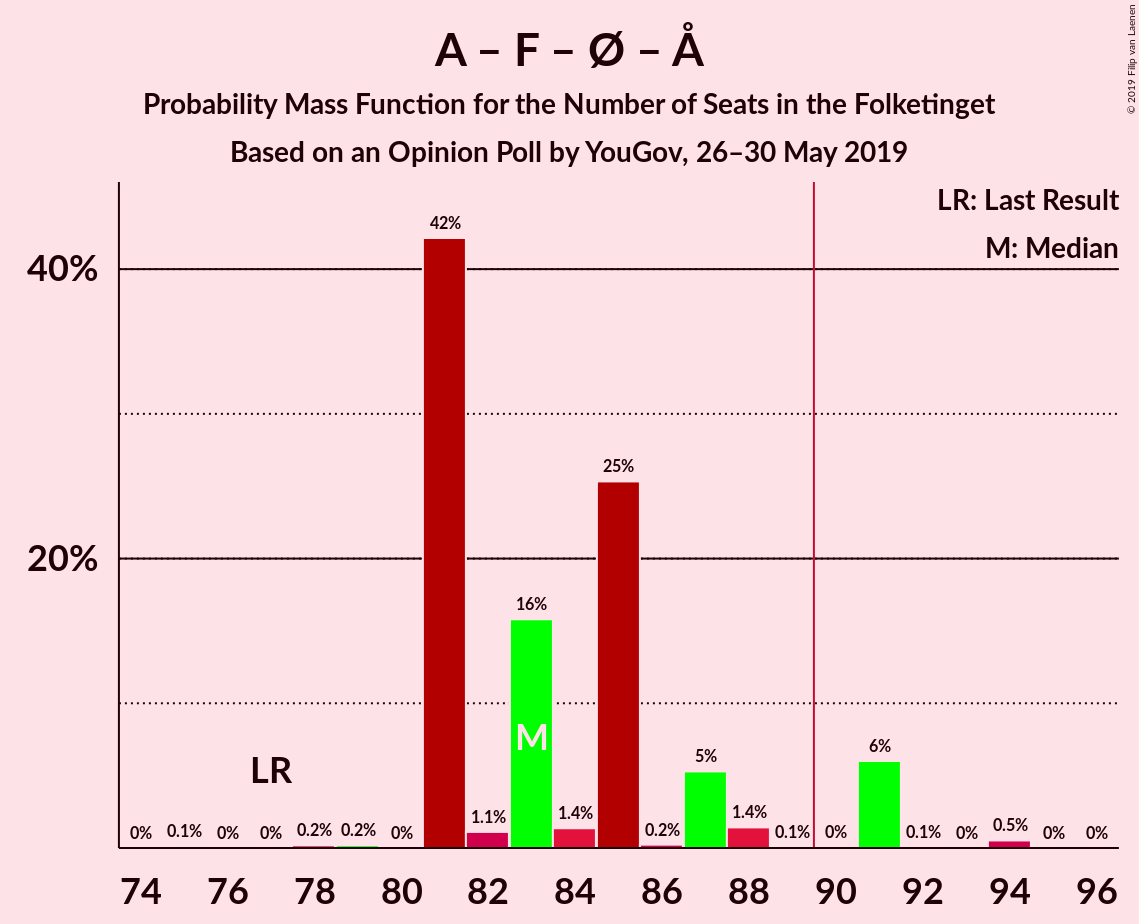 A – F – Ø – Å
Probability Mass Function for the Number of Seats in the Folketinget
Based on an Opinion Poll by YouGov, 26–30 May 2019
© 2019 Filip van Laenen
LR: Last Result
M: Median
40%
20%
42%
25%
16%
M
LR
6%
5%
0% 0.1% 0% 0% 0.2% 0.2% 0% 1.1% 1.4% 0.2% 1.4% 0.1% 0% 0.1% 0% 0.5% 0% 0%
74 76 78 80 82 84 86 88 90 92 94 96